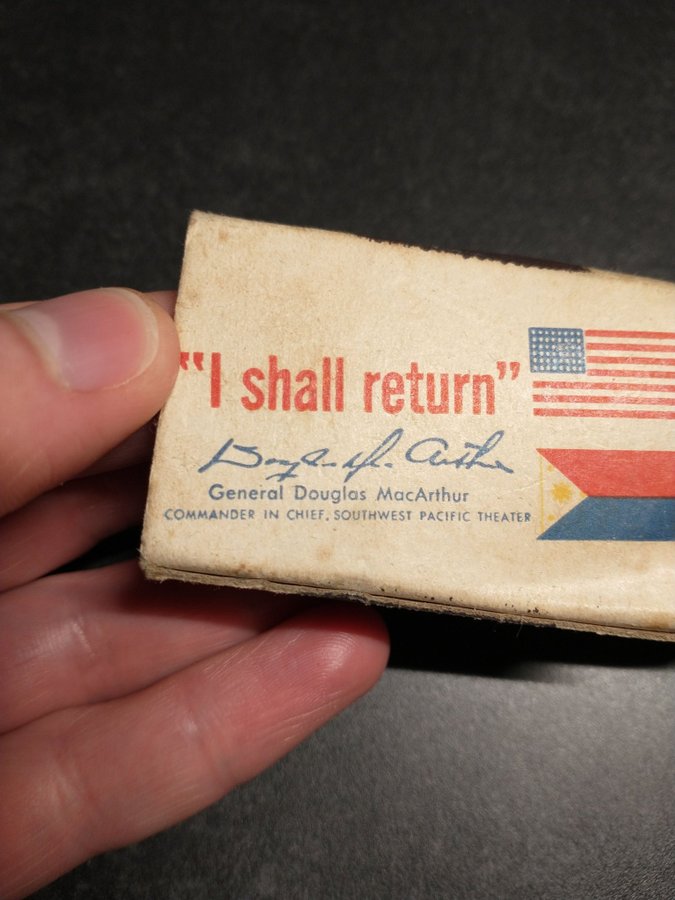 "I shall return"
Douglas MacArthur
General Douglas MacArthur
COMMANDER IN CHIEF, SOUTHWEST PACIFIC THEATER